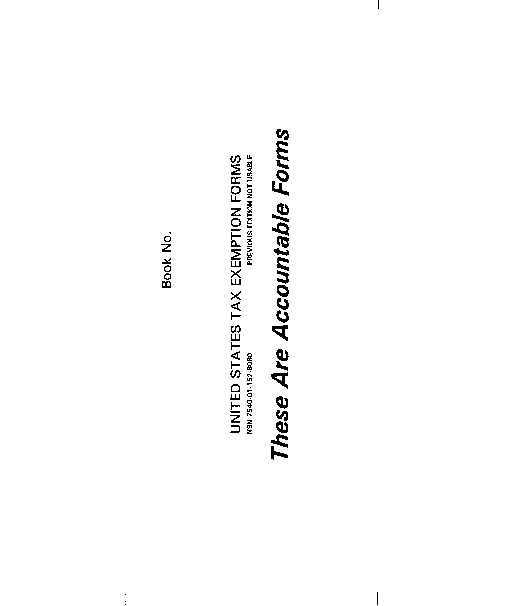 Book No.
UNITED STATES TAX EXEMPTION FORMS
NSN 7540-01-152-8080 PREVIOUS EDITION NOT USABLE
These Are Accountable Forms